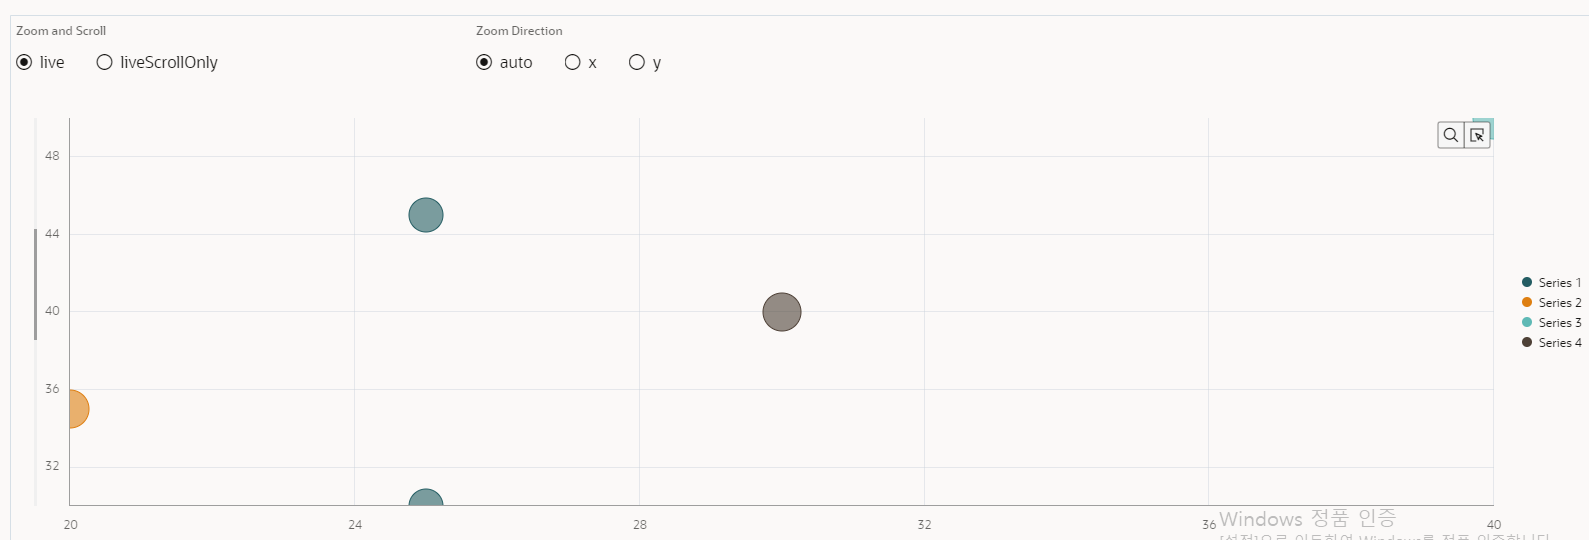 Zoom and Scroll
Zoom Direction
live
liveScrollOnly
auto
x
y
48
44
40
36
32
20
24
28
32
36
40
Series 1
Series 2
Series 3
Series 4
Windows 정품 인증